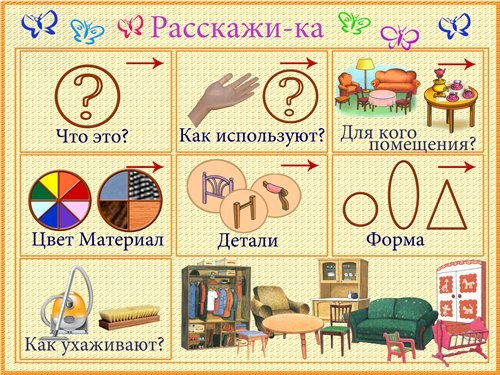 Расскажи-ка
?
?
Что это?
Как используют?
Для кого
помещения?
Цвет Материал
Детали
Форма
Как ухаживают?